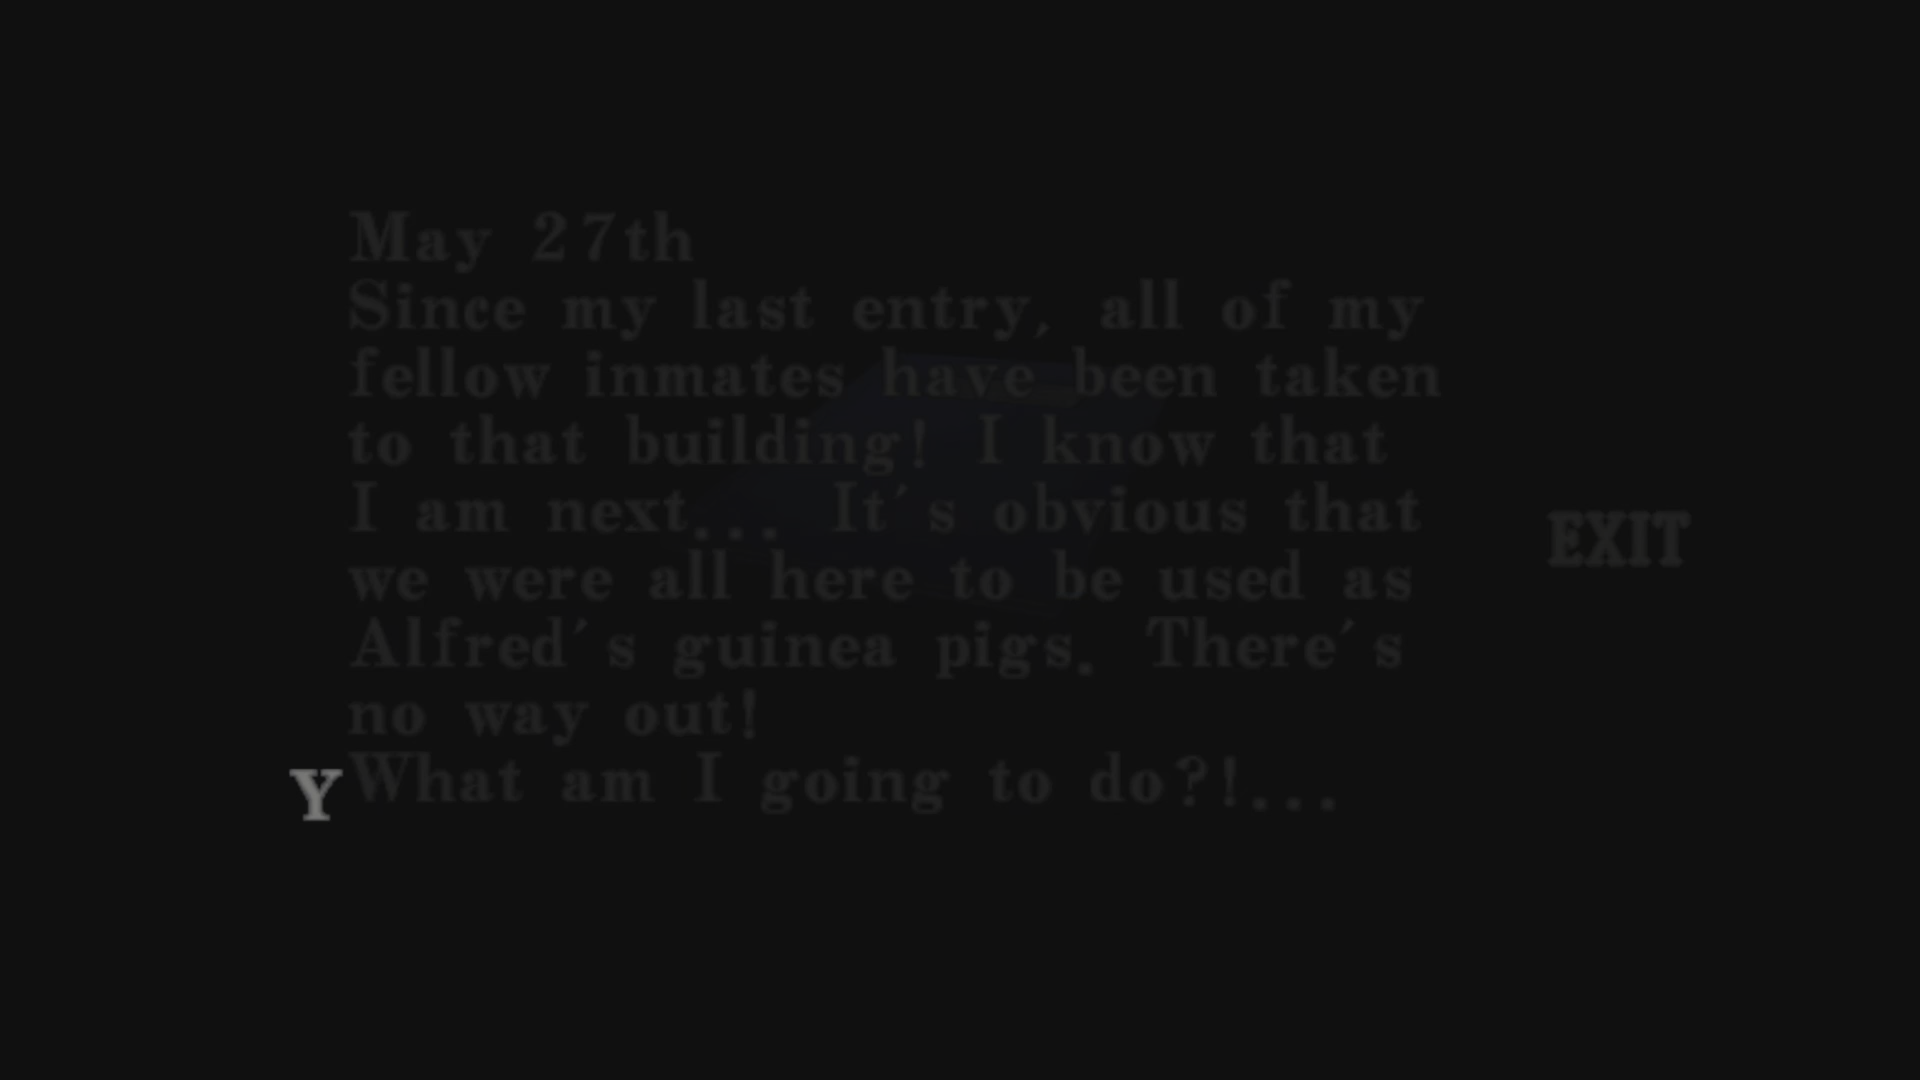 May 27th
Since my last entry, all of my
fellow inmates have been taken
to that building! I know that
I am next... It's obvious that
we were all here to be used as
Alfred's guinea pigs. There's
no way out!
What am I going to do?!...
Y
EXIT